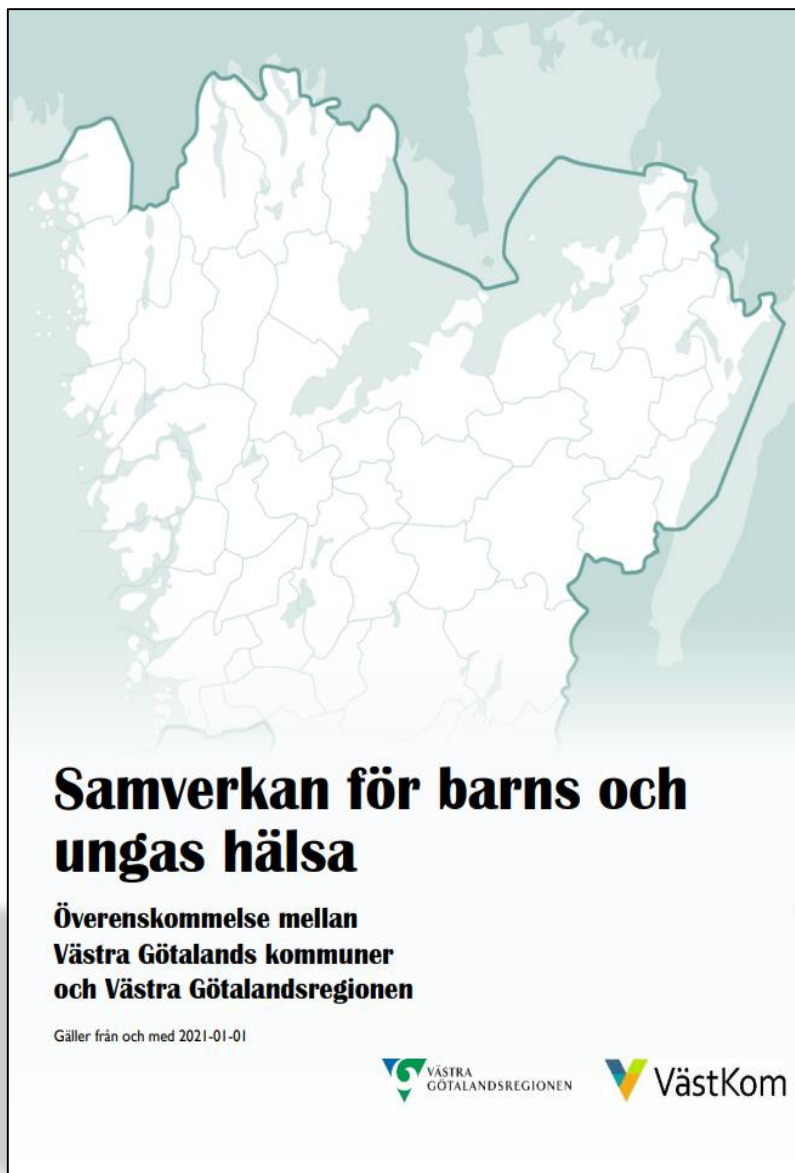 Samverkan för barns och
ungas hälsa
Överenskommelse mellan
Västra Götalands kommuner
och Västra Götalandsregionen
Gäller från och med 2021-01-01
VÄSTRA
GÖTALANDSREGIONEN
VästKom